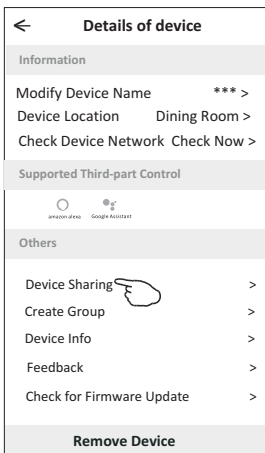 ← Details of device
Information
Modify Device Name *** >
Device Location Dining Room >
Check Device Network Check Now >
Supported Third-part Control
amazon alexa Google Assistant
Others
Device Sharing >
Create Group >
Device Info >
Feedback >
Check for Firmware Update >
Remove Device